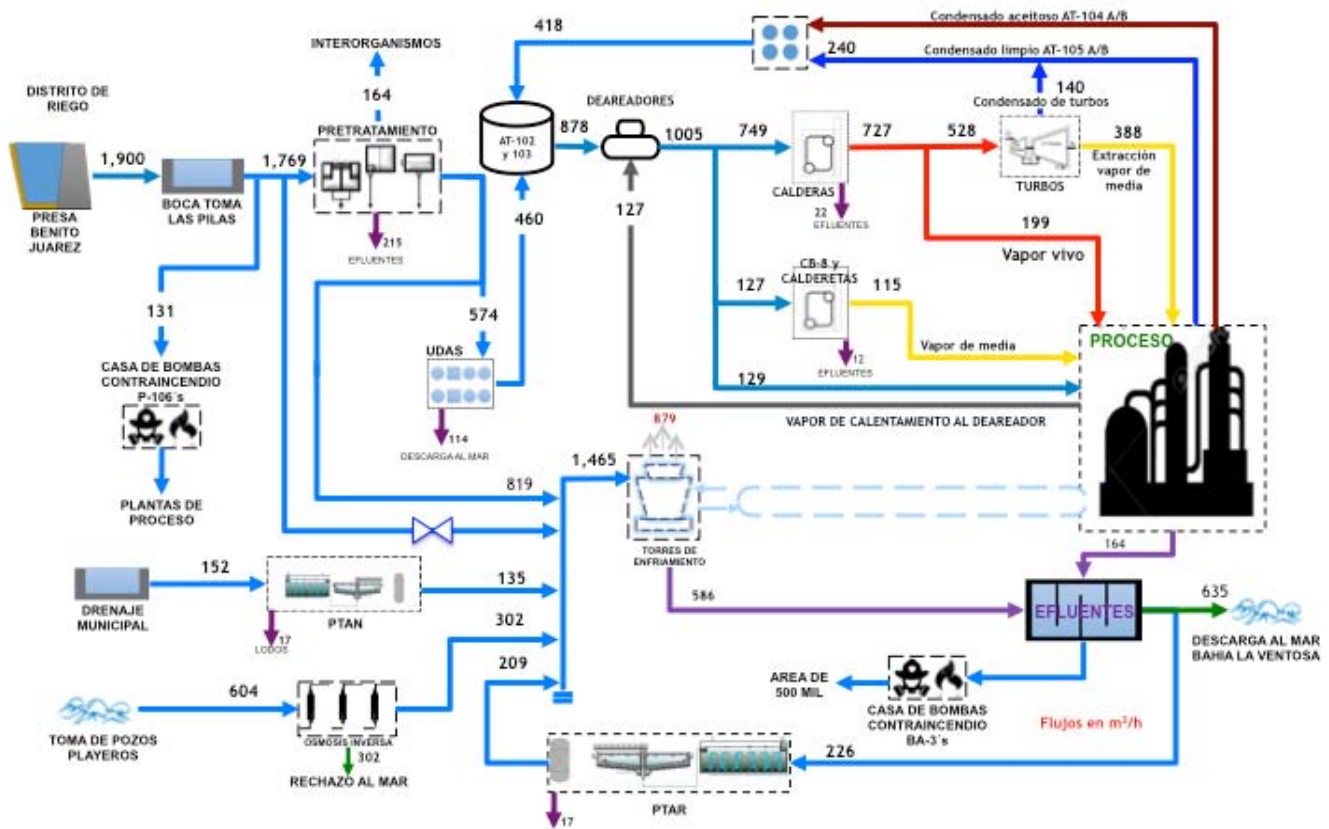 Condensado aceitoso AT-104 A/B
418
INTERORGANISMOS
240
Condensado limpio AT-105 A/B
164
DISTRITO DE
RIEGO
DEAREADORES
140
Condensado de turbos
PRETRATAMIENTO
1,900
1,769
AT-102
y 103
878
1005
749
727
528
388
Extracción
vapor de
media
PRESA
BENITO
JUAREZ
BOCA TOMA
LAS PILAS
CALDERAS
TURBOS
215
EFLUENTES
460
127
22
EFLUENTES
199
Vapor vivo
131
574
CB-8 y
CALDERETAS
127
115
CASA DE BOMBAS
CONTRAINCENDIO
P-106´s
UDAS
Vapor de media
PROCESO
12
EFLUENTES
129
114
DESCARGA AL MAR
879
VAPOR DE CALENTAMIENTO AL DEAREADOR
1,465
819
PLANTAS DE
PROCESO
TORRES DE
ENFRIAMIENTO
164
152
135
586
EFLUENTES
635
DRENAJE
MUNICIPAL
PTAN
17
LODOS
302
DESCARGA AL MAR
BAHIA LA VENTOSA
209
AREA DE
500 MIL
604
CASA DE BOMBAS
CONTRAINCENDIO
BA-3´s
Flujos en m³/h
TOMA DE POZOS
PLAYEROS
OSMOSIS INVERSA
302
RECHAZO AL MAR
226
PTAR
17